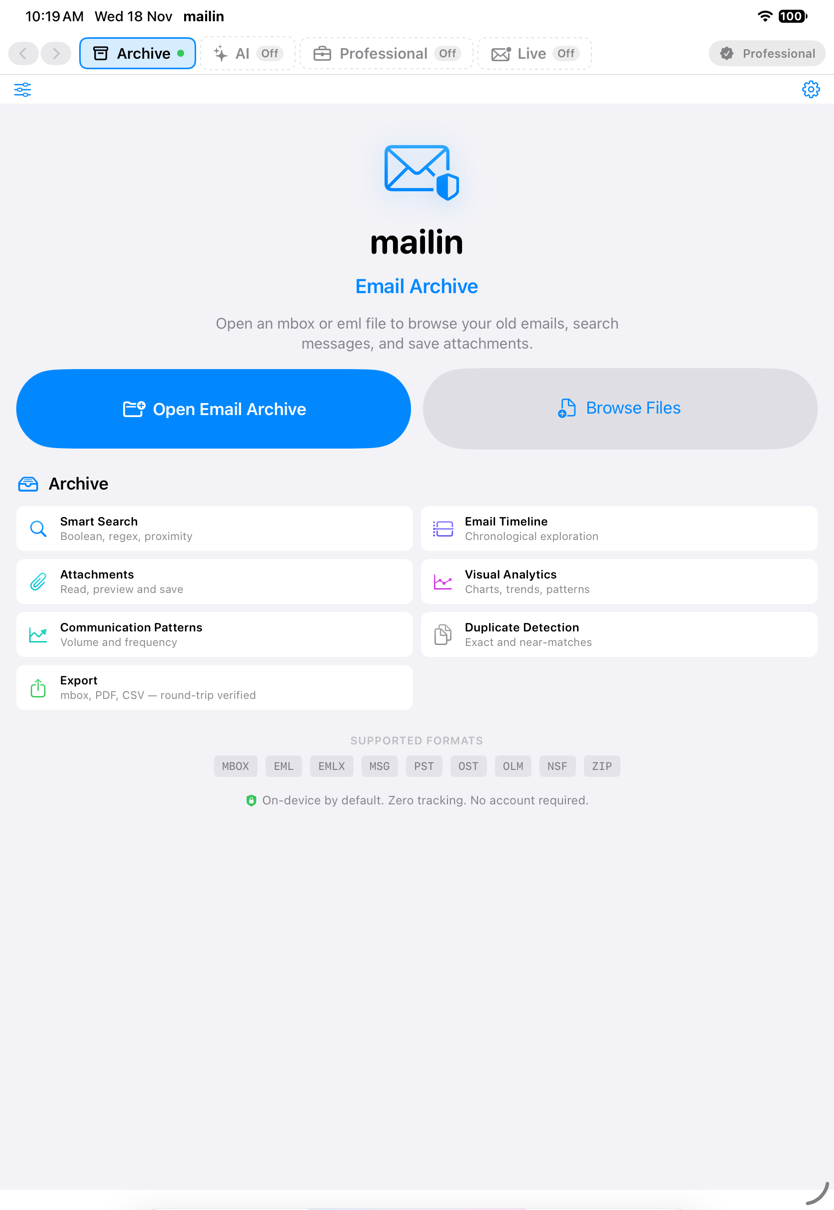 10:19 AM Wed 18 Nov mailin
100
Archive
AI Off
Professional Off
Live Off
Professional
mailin
Email Archive
Open an mbox or eml file to browse your old emails, search
messages, and save attachments.
Open Email Archive
Browse Files
Archive
Smart Search
Boolean, regex, proximity
Email Timeline
Chronological exploration
Attachments
Read, preview and save
Visual Analytics
Charts, trends, patterns
Communication Patterns
Volume and frequency
Duplicate Detection
Exact and near-matches
Export
mbox, PDF, CSV — round-trip verified
SUPPORTED FORMATS
MBOX EML EMLX MSG PST OST OLM NSF ZIP
On-device by default. Zero tracking. No account required.